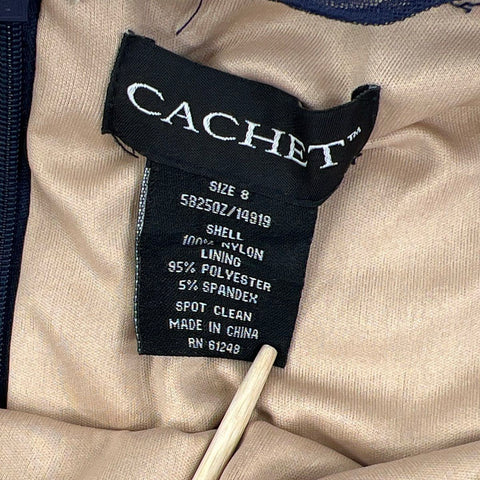 CACHET™
SIZE 8
58250Z/14919
SHELL
100% NYLON
LINING
95% POLYESTER
5% SPANDEX
SPOT CLEAN
MADE IN CHINA
RN 61248